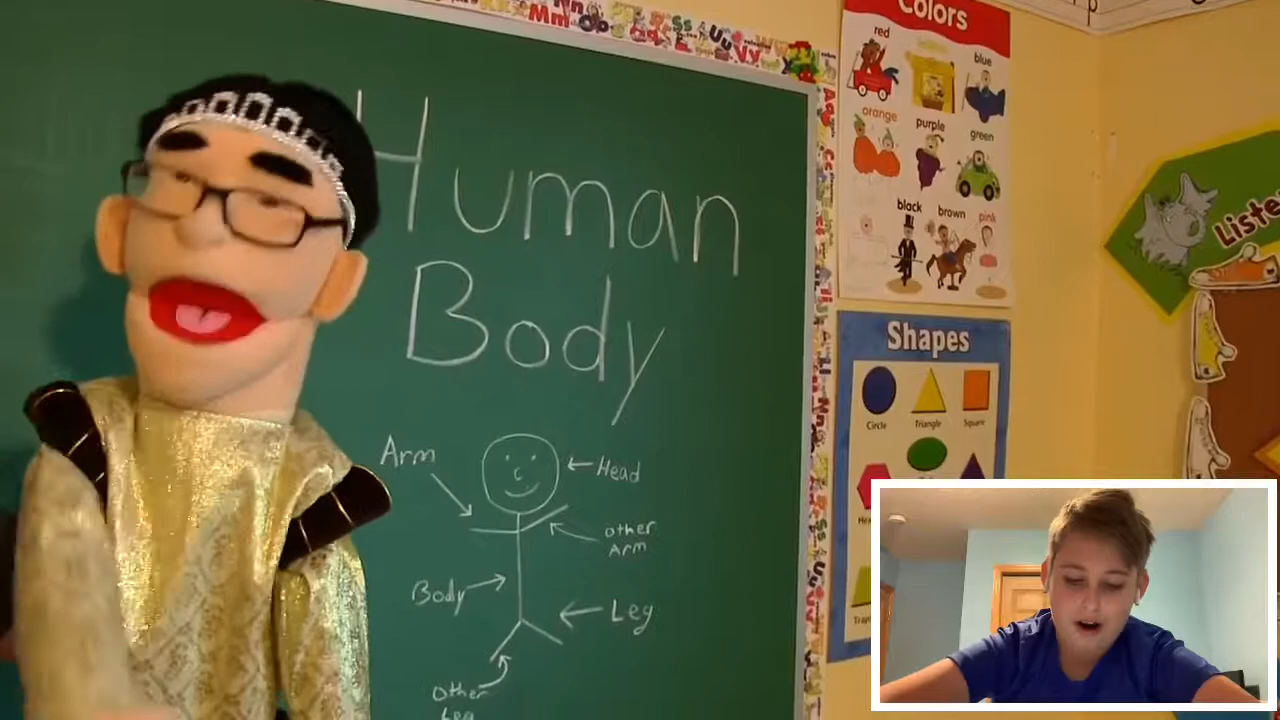 Human
Body
Arm
Head
other
Arm
Body
Leg
Other
Leg
Colors
red
blue
orange
purple
green
black
brown
pink
Shapes
Circle
Triangle
Square